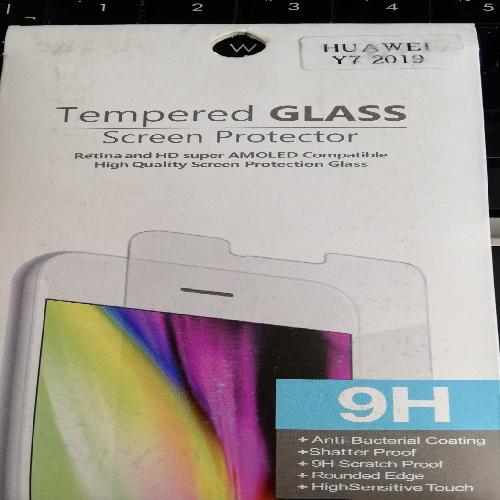 1 2 3 4 5
W
HUAWEI
Y7 2019
Tempered GLASS
Screen Protector
Retina and HD super AMOLED Compatible
High Quality Screen Protection Glass
9H
+Anti-Bacterial Coating
+Shatter Proof
+9H Scratch Proof
+Rounded Edge
+HighSensitive Touch